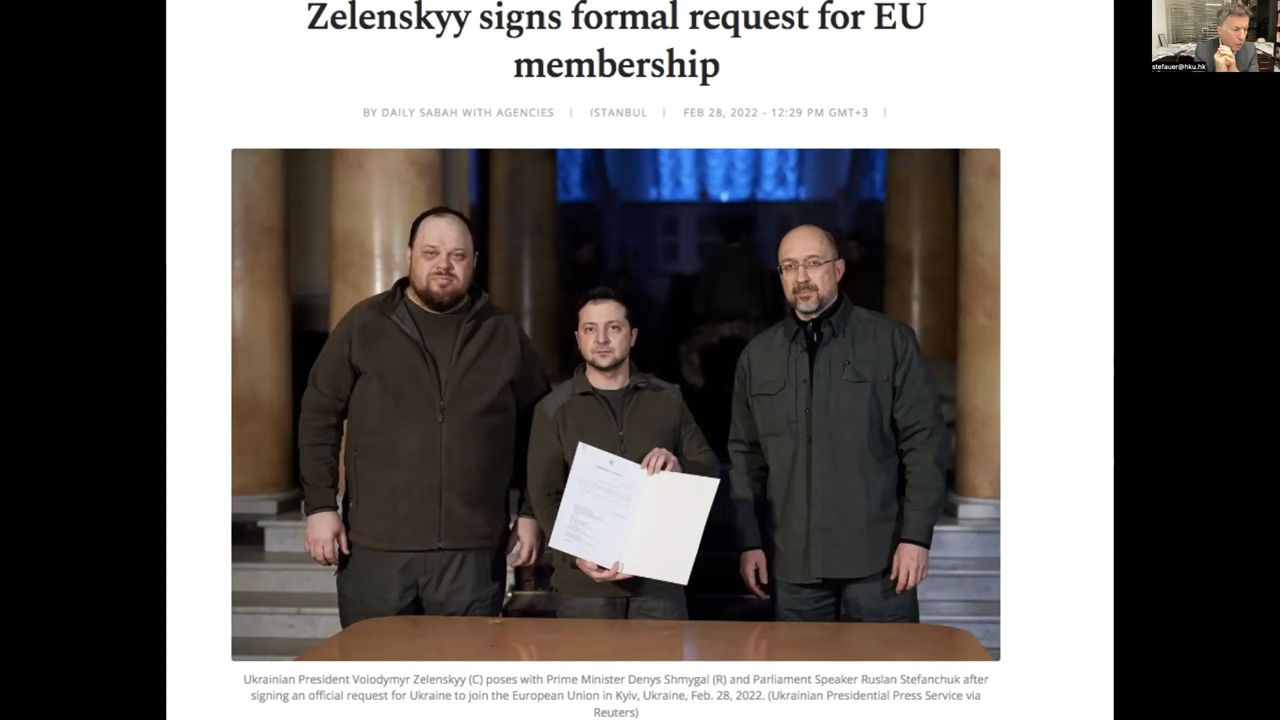 Zelenskyy signs formal request for EU
membership
BY DAILY SABAH WITH AGENCIES | ISTANBUL | FEB 28, 2022 - 12:29 PM GMT+3 |
stefauer@hku.hk
Ukrainian President Volodymyr Zelenskyy (C) poses with Prime Minister Denys Shmygal (R) and Parliament Speaker Ruslan Stefanchuk after
signing an official request for Ukraine to join the European Union in Kyiv, Ukraine, Feb. 28, 2022. (Ukrainian Presidential Press Service via
Reuters)